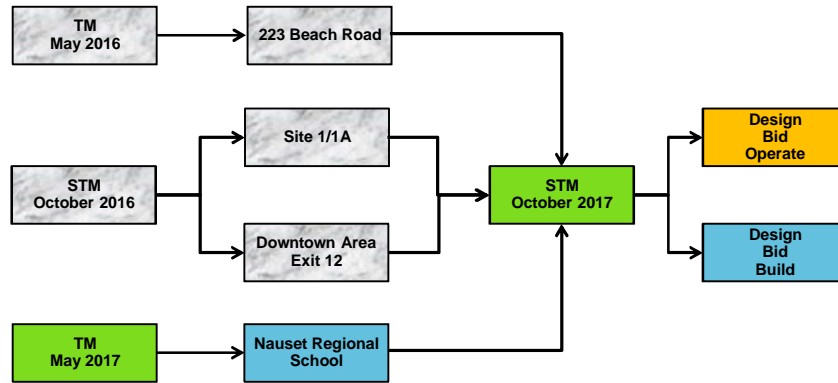 TM
May 2016
223 Beach Road
Site 1/1A
STM
October 2016
Downtown Area
Exit 12
STM
October 2017
Design
Bid
Operate
Design
Bid
Build
TM
May 2017
Nauset Regional
School